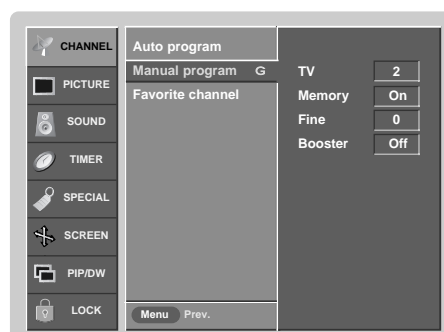 CHANNEL
PICTURE
SOUND
TIMER
SPECIAL
SCREEN
PIP/DW
LOCK
Auto program
Manual program G
Favorite channel
Menu Prev.
TV 2
Memory On
Fine 0
Booster Off